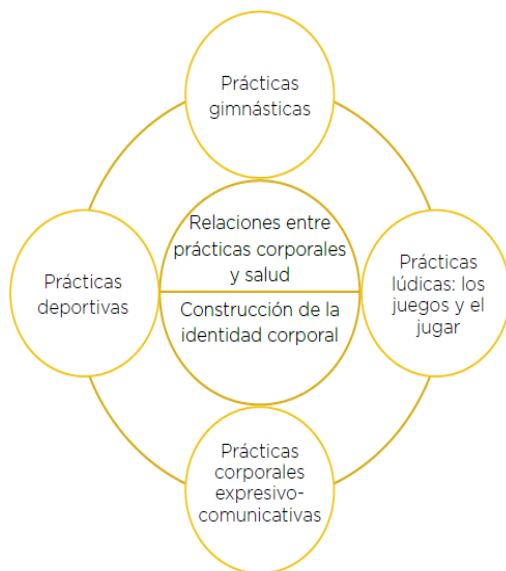 Prácticas
gimnásticas
Relaciones entre
prácticas corporales
y salud
Prácticas
deportivas
Construcción de la
identidad corporal
Prácticas
lúdicas: los
juegos y el
jugar
Prácticas
corporales
expresivo-
comunicativas